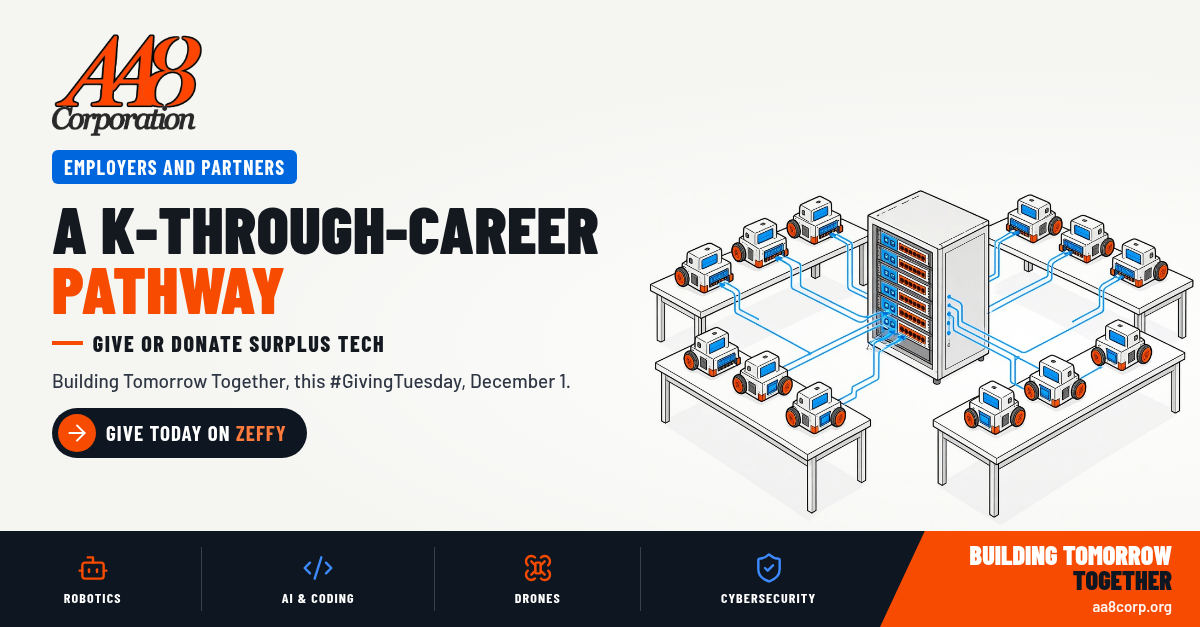 AA8
Corporation
EMPLOYERS AND PARTNERS
A K-THROUGH-CAREER
PATHWAY
GIVE OR DONATE SURPLUS TECH
Building Tomorrow Together, this #GivingTuesday, December 1.
GIVE TODAY ON ZEFFY
ROBOTICS
AI & CODING
DRONES
CYBERSECURITY
BUILDING TOMORROW
TOGETHER
aa8corp.org